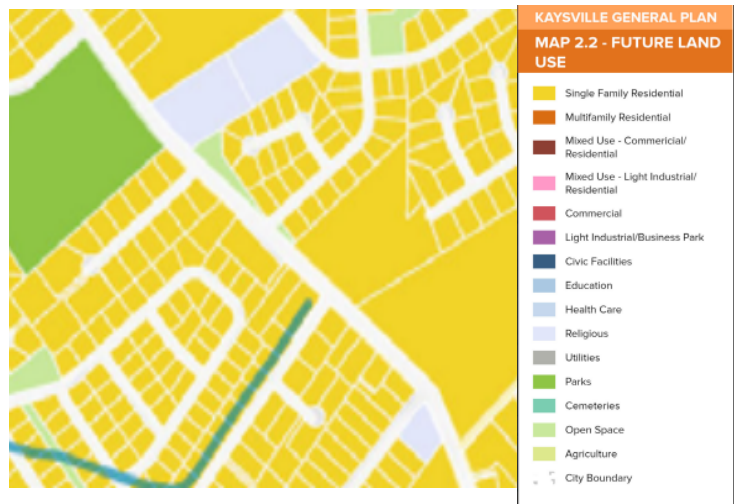 KAYSVILLE GENERAL PLAN
MAP 2.2 - FUTURE LAND
USE
Single Family Residential
Multifamily Residential
Mixed Use - Commericial/
Residential
Mixed Use - Light Industrial/
Residential
Commercial
Light Industrial/Business Park
Civic Facilities
Education
Health Care
Religious
Utilities
Parks
Cemeteries
Open Space
Agriculture
City Boundary